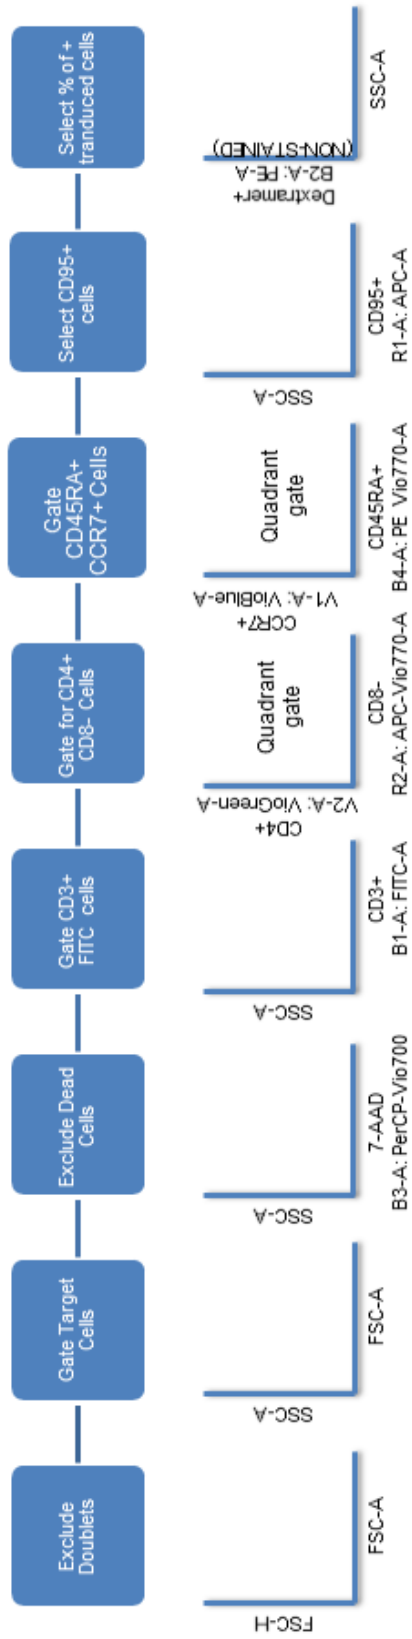 Exclude
Doublets
Gate Target
Cells
Exclude Dead
Cells
Gate CD3+
FITC cells
Gate for CD4+
CD8- Cells
Gate
CD45RA+
CCR7+ Cells
Select CD95+
cells
Select % of +
tranduced cells
FSC-H
FSC-A
SSC-A
FSC-A
SSC-A
7-AAD
B3-A: PerCP-Vio700
SSC-A
CD3+
B1-A: FITC-A
CD4+
V2-A: VioGreen-A
Quadrant
gate
CD8-
R2-A: APC-Vio770-A
CCR7+
V1-A: VioBlue-A
Quadrant
gate
CD45RA+
B4-A: PE_Vio770-A
SSC-A
CD95+
R1-A: APC-A
Dextramer+
B2-A: PE-A
(NON-STAINED)
SSC-A